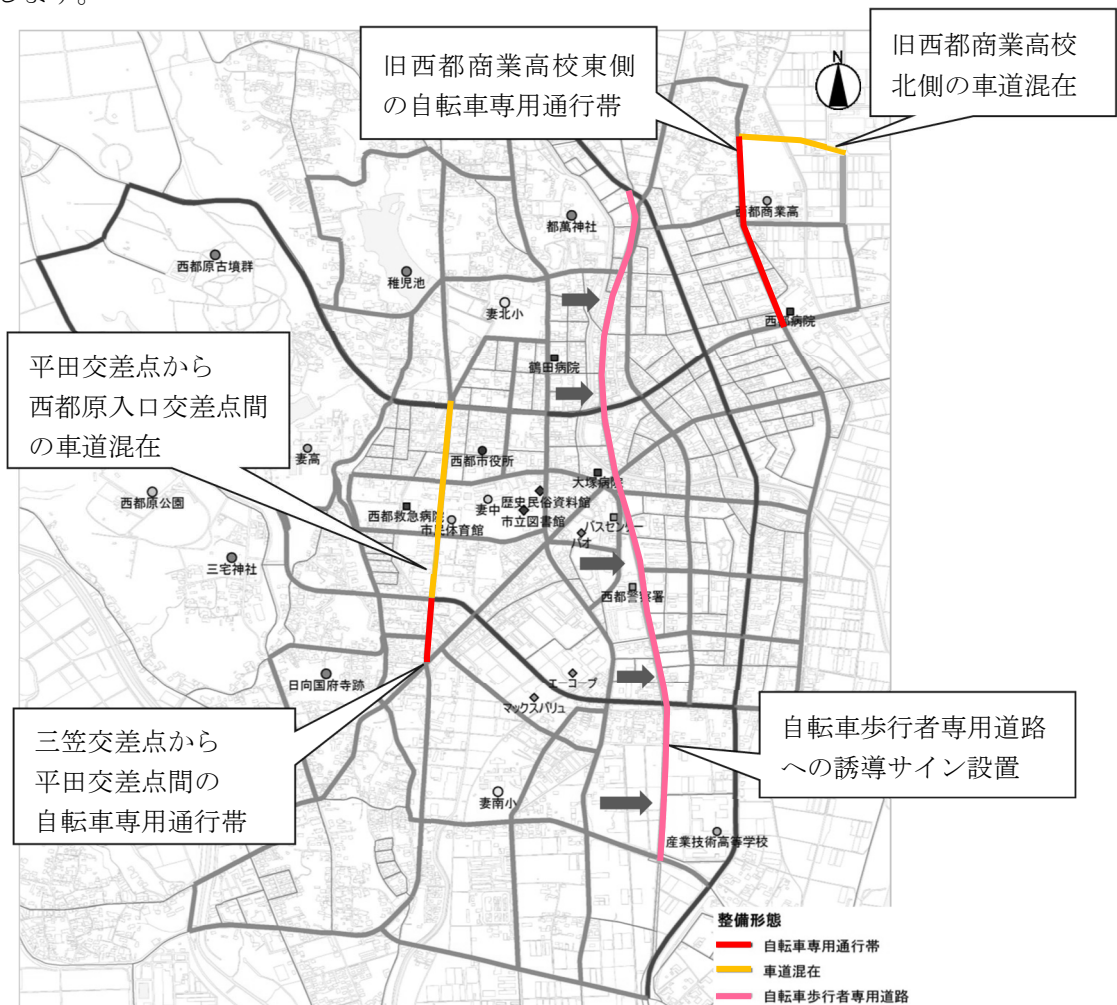 します。
旧西都商業高校東側
の自転車専用通行帯
旧西都商業高校
北側の車道混在
N
西都商業高
都萬神社
西都原古墳群
稚児池
妻北小
西都病院
鶴田病院
平田交差点から
西都原入口交差点間
の車道混在
妻高
西都市役所
西都原公園
大塚病院
歴史民俗資料館
妻中
西都救急病院
市立図書館
市民体育館
バスセンター
パオ
三宅神社
西都警察署
日向国府寺跡
エーコープ
マックスバリュ
三笠交差点から
平田交差点間の
自転車専用通行帯
自転車歩行者専用道路
への誘導サイン設置
妻南小
産業技術高等学校
整備形態
自転車専用通行帯
車道混在
自転車歩行者専用道路